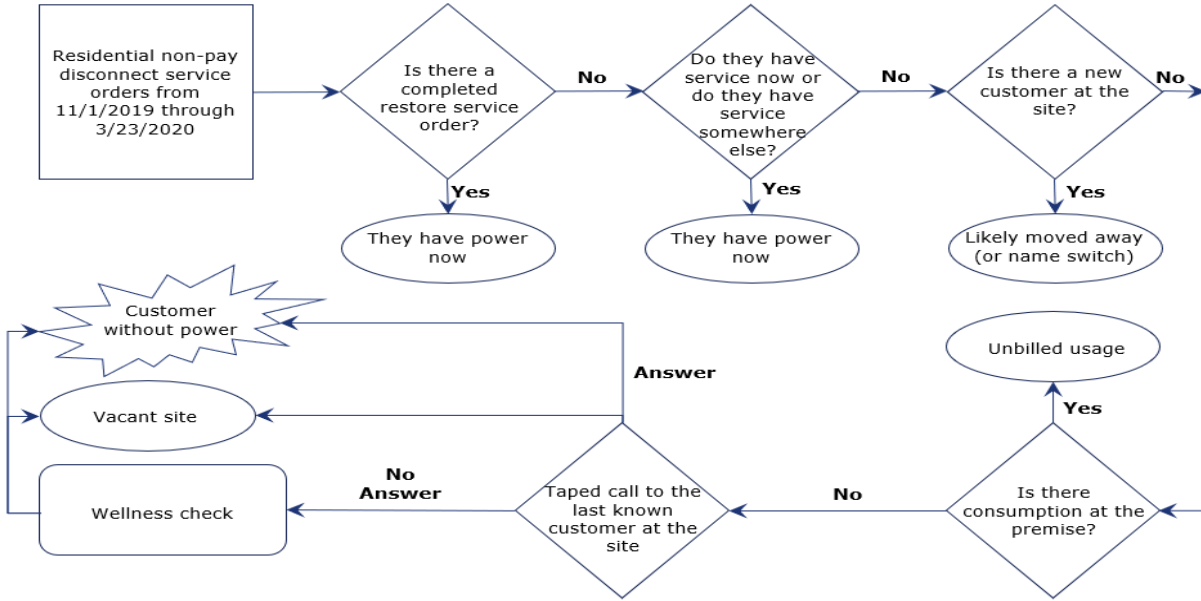 Residential non-pay
disconnect service
orders from
11/1/2019 through
3/23/2020
Is there a
completed
restore service
order?
No
Do they have
service now or
do they have
service
somewhere
else?
No
Is there a new
customer at the
site?
No
Yes
They have power
now
Yes
They have power
now
Yes
Likely moved away
(or name switch)
Customer
without power
Answer
Unbilled usage
Yes
Vacant site
No
Answer
Wellness check
Taped call to the
last known
customer at the
site
No
Is there
consumption at the
premise?